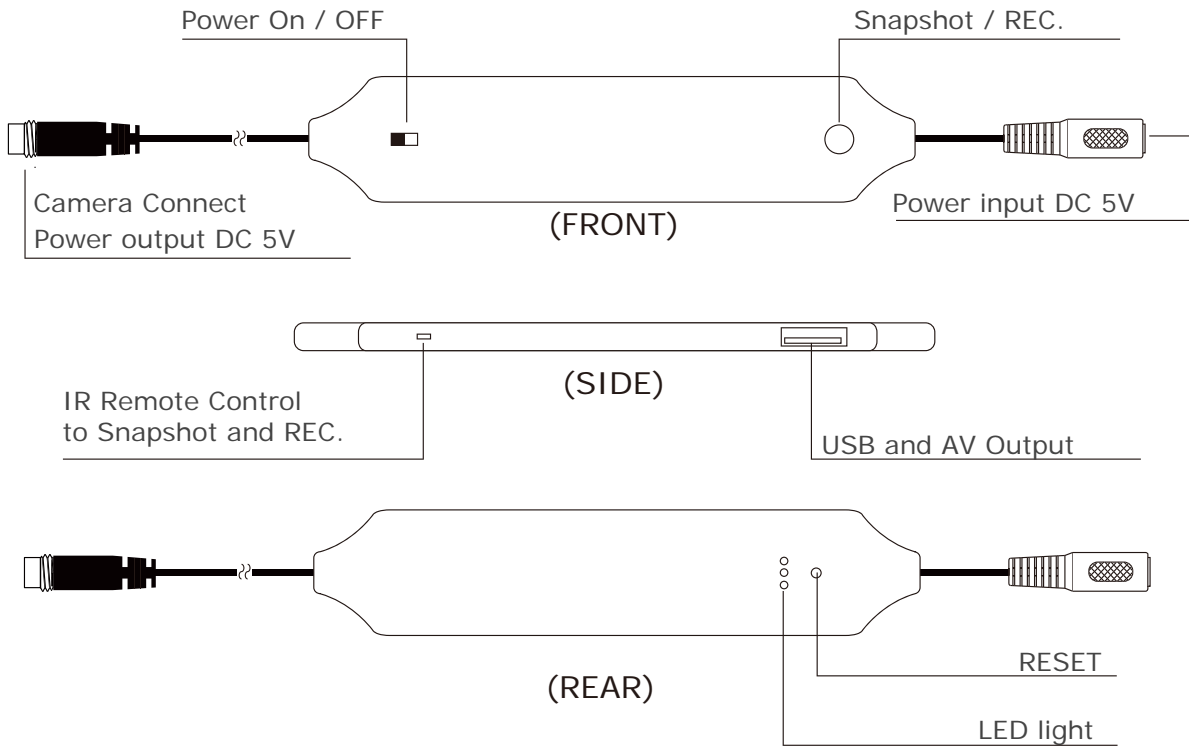 Power On / OFF
Snapshot / REC.
Camera Connect
Power output DC 5V
Power input DC 5V
(FRONT)
(SIDE)
IR Remote Control
to Snapshot and REC.
USB and AV Output
(REAR)
RESET
LED light